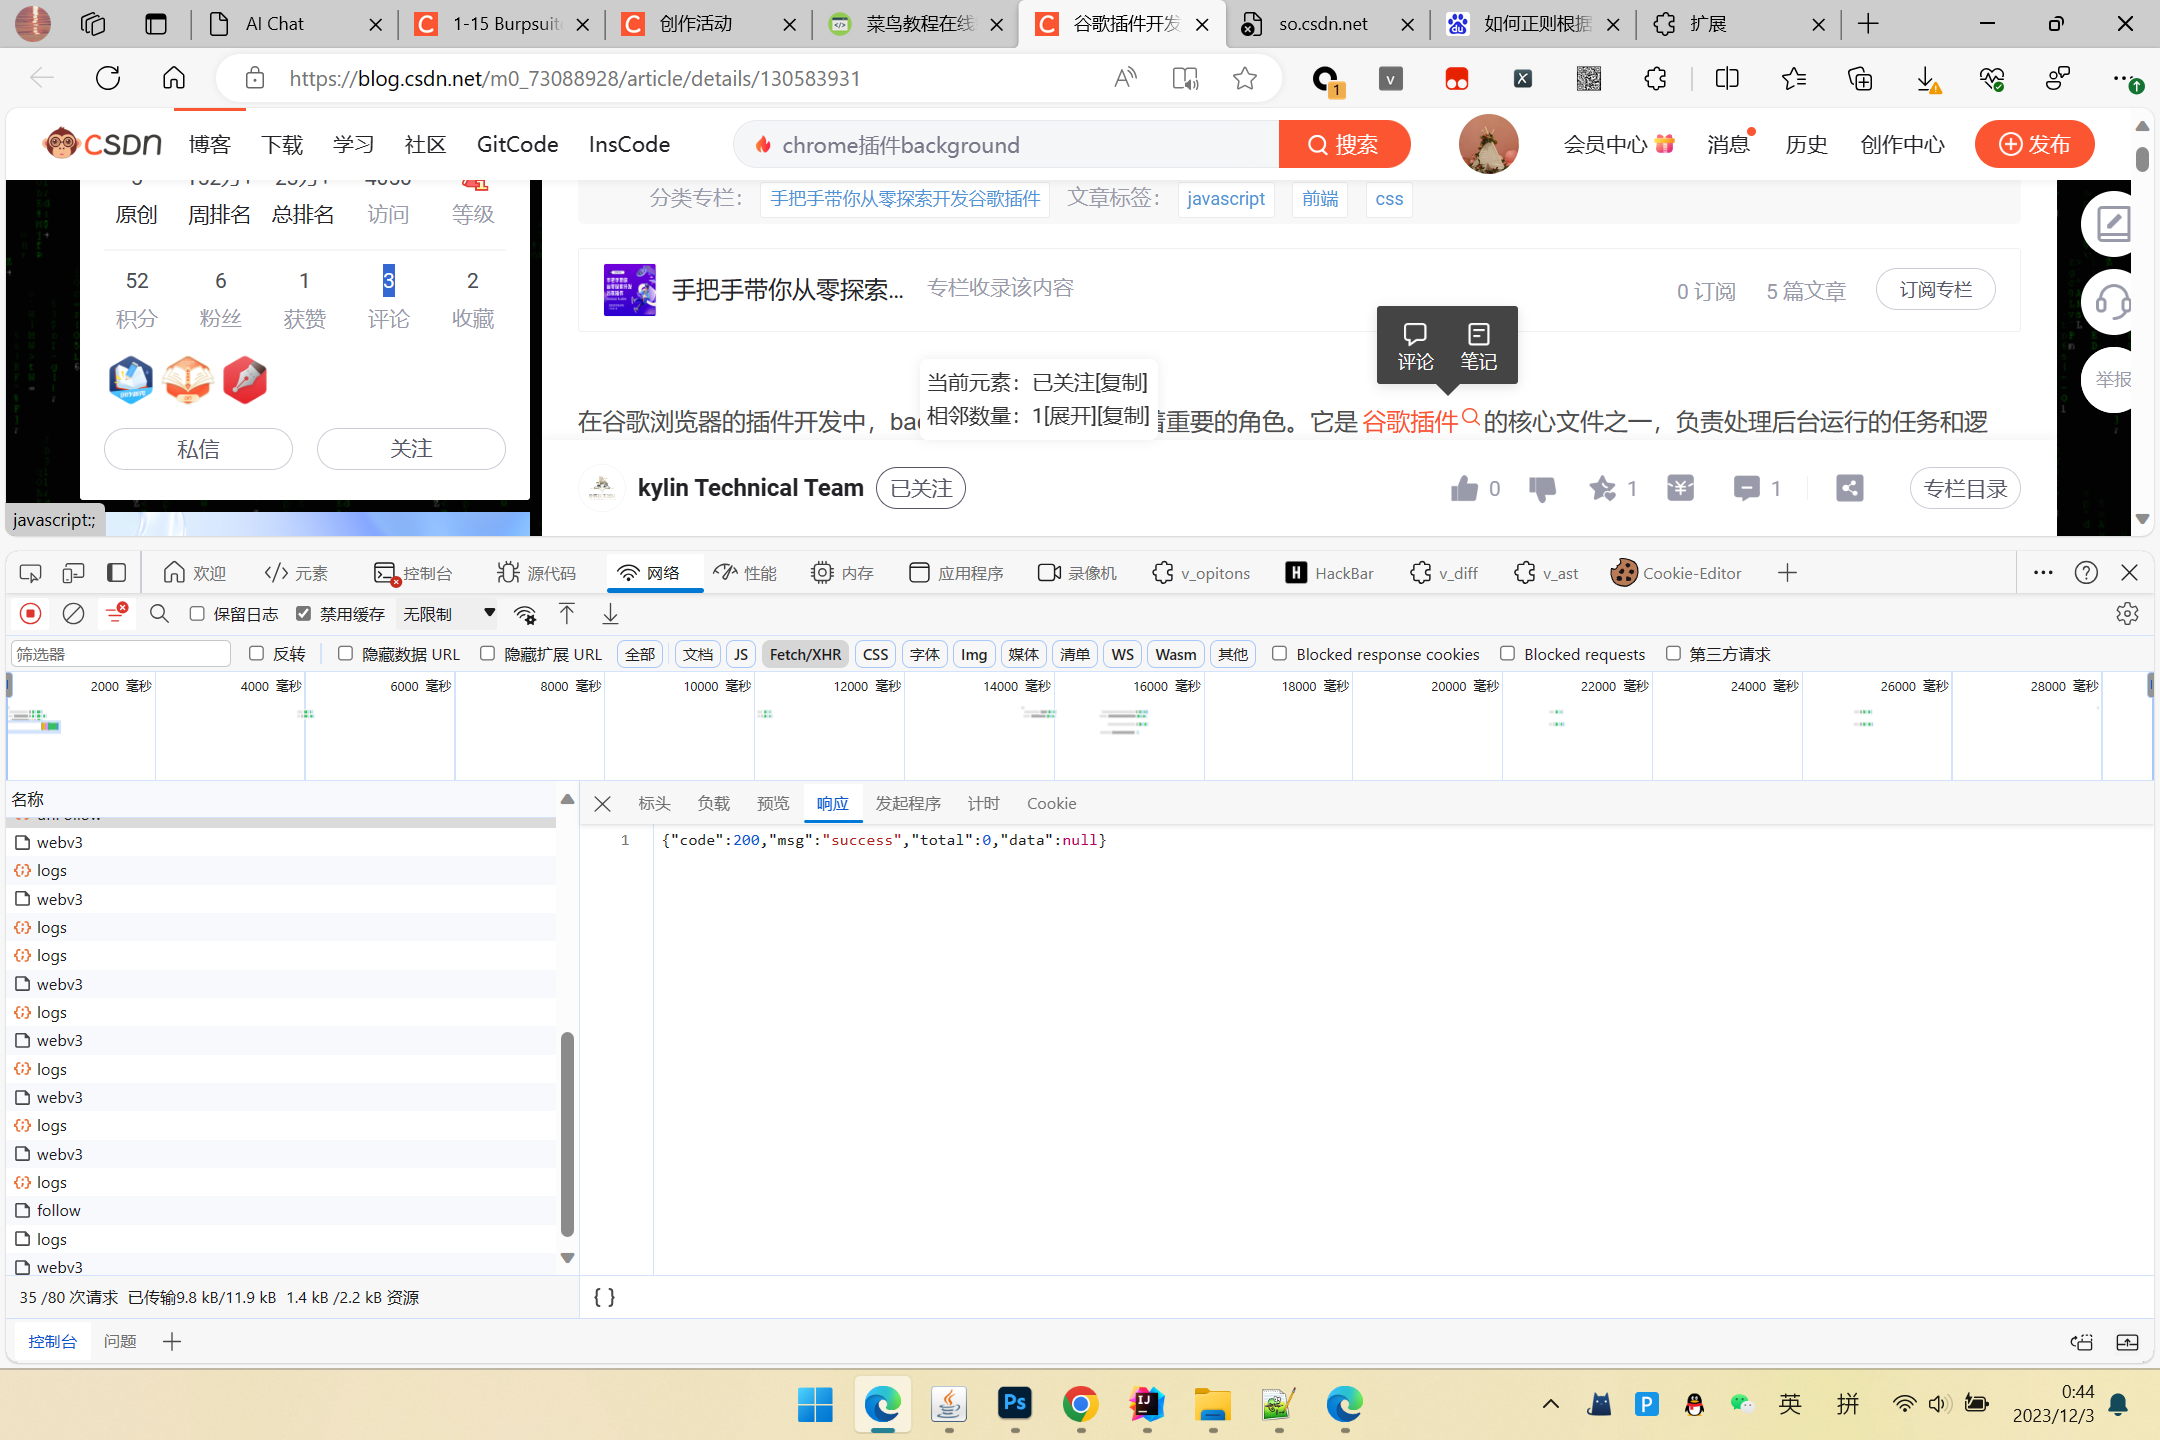 AI Chat
1-15 Burpsuit
创作活动
菜鸟教程在线
谷歌插件开发
so.csdn.net
如何正则根据
扩展
https://blog.csdn.net/m0_73088928/article/details/130583931
1
CSDN 博客 下载 学习 社区 GitCode InsCode
chrome插件background
搜索
会员中心 消息 历史 创作中心 发布
原创 周排名 总排名 访问 等级
52 6 1 3 2
积分 粉丝 获赞 评论 收藏
私信 关注
javascript:;
分类专栏： 手把手带你从零探索开发谷歌插件 文章标签： javascript 前端 css
手把手带你从零探索... 专栏收录该内容 0 订阅 5 篇文章 订阅专栏
评论 笔记
举报
当前元素：已关注[复制]
相邻数量：1[展开][复制]
在谷歌浏览器的插件开发中，bac 着重要的角色。它是 谷歌插件 的核心文件之一，负责处理后台运行的任务和逻
kylin Technical Team 已关注 0 1 1 专栏目录
欢迎 元素 控制台 源代码 网络 性能 内存 应用程序 录像机 v_opitons HackBar v_diff v_ast Cookie-Editor
保留日志 禁用缓存 无限制
筛选器 反转 隐藏数据 URL 隐藏扩展 URL 全部 文档 JS Fetch/XHR CSS 字体 Img 媒体 清单 WS Wasm 其他 Blocked response cookies Blocked requests 第三方请求
2000 毫秒 4000 毫秒 6000 毫秒 8000 毫秒 10000 毫秒 12000 毫秒 14000 毫秒 16000 毫秒 18000 毫秒 20000 毫秒 22000 毫秒 24000 毫秒 26000 毫秒 28000 毫秒
名称
标头 负载 预览 响应 发起程序 计时 Cookie
1 {"code":200,"msg":"success","total":0,"data":null}
webv3
logs
webv3
logs
logs
webv3
logs
webv3
logs
webv3
logs
webv3
logs
follow
logs
webv3
35 /80 次请求 已传输9.8 kB/11.9 kB 1.4 kB /2.2 kB 资源
{ }
控制台 问题
英 拼
0:44
2023/12/3